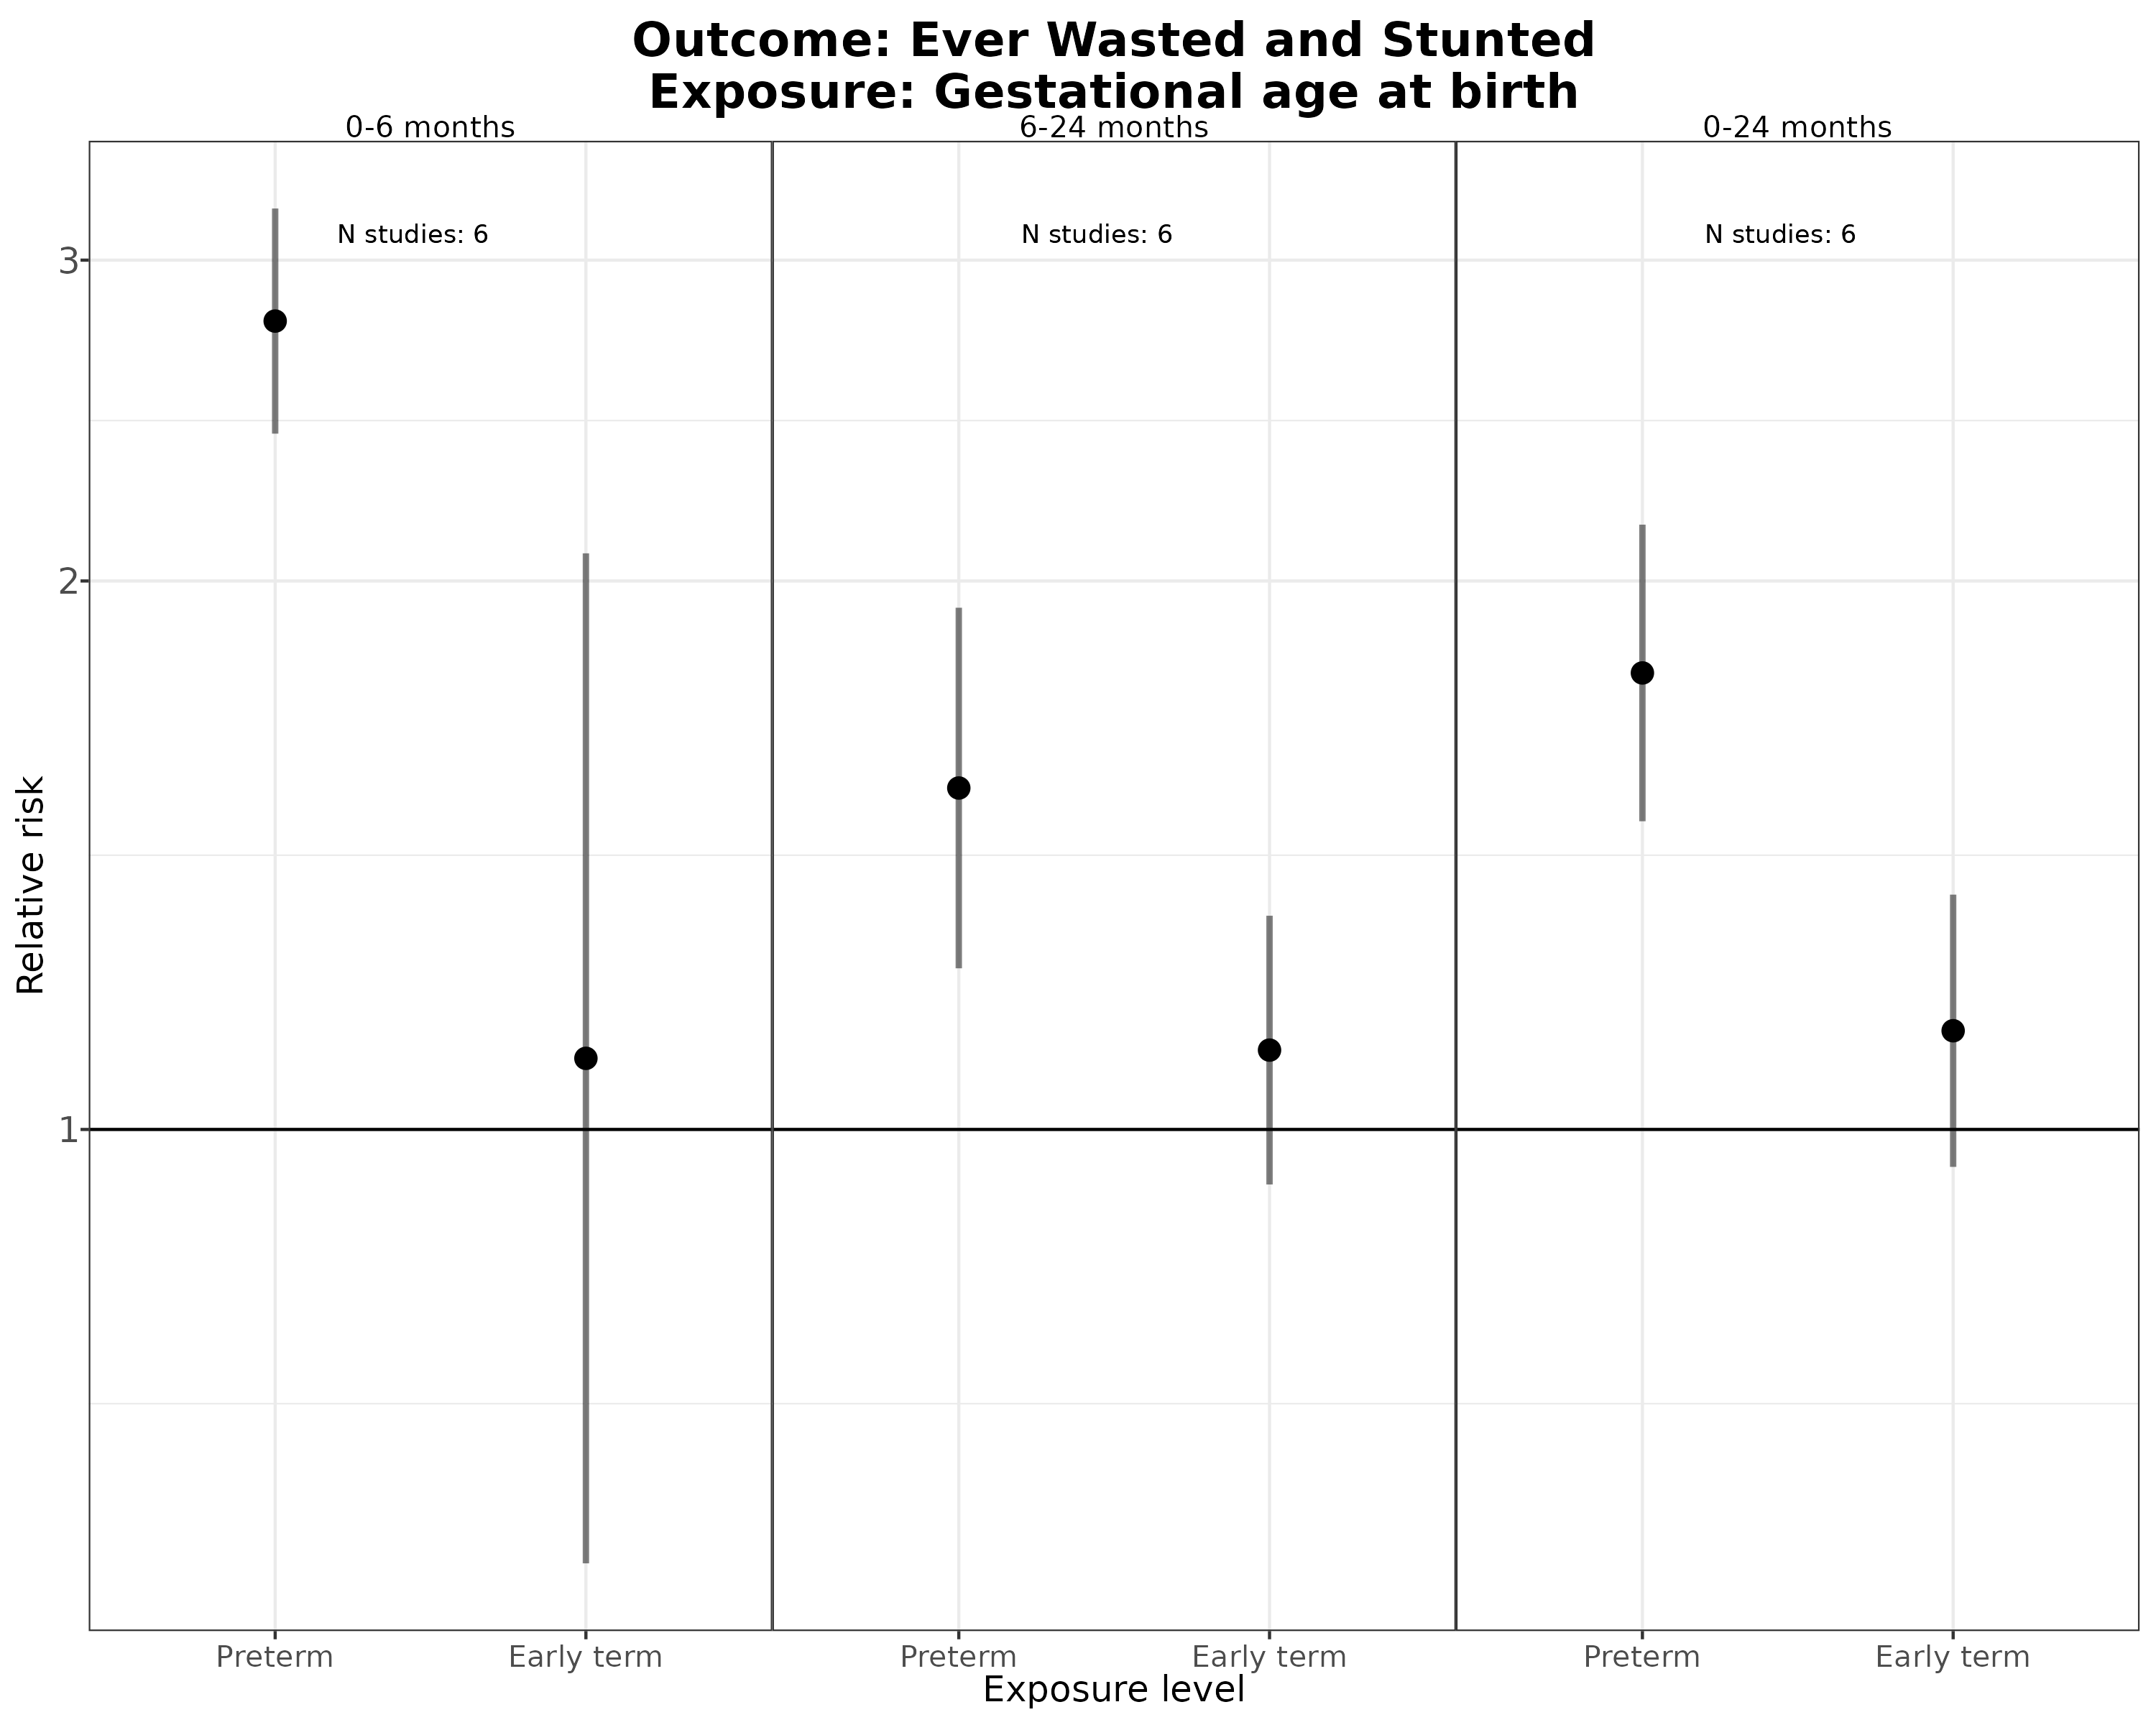 Outcome: Ever Wasted and Stunted
Exposure: Gestational age at birth
0-6 months
6-24 months
0-24 months
N studies: 6
N studies: 6
N studies: 6
3
2
1
Relative risk
Preterm
Early term
Preterm
Early term
Preterm
Early term
Exposure level